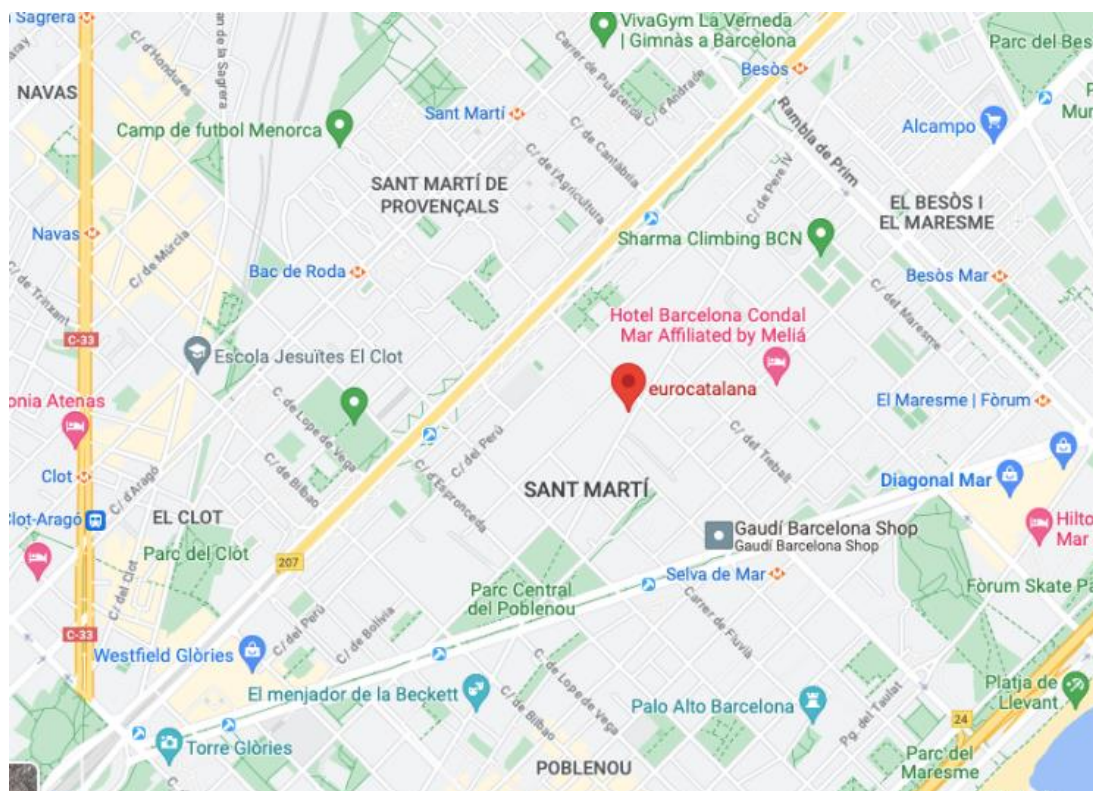 Sagrera
C/ d'Hondures
an de la Sagrera
VivaGym La Verneda
| Gimnàs a Barcelona
Parc del Bes
Besòs
NAVAS
Carrer de Puigcerdà
C/ d'Andrade
Camp de futbol Menorca
Sant Martí
Rambla de Prim
Alcampo
Mur
C/ de Cantàbria
C/ de l'Agricultura
C/ de Pere IV
SANT MARTÍ DE
PROVENÇALS
EL BESÒS I
EL MARESME
Navas
C/ de Múrcia
Sharma Climbing BCN
Bac de Roda
Besòs Mar
C/ de Trinxant
C/ del Maresme
Hotel Barcelona Condal
Mar Affiliated by Meliá
C-33
Escola Jesuïtes El Clot
eurocatalana
onia Atenas
C. de Lope de Vega
El Maresme | Fòrum
C/ del Perú
C/ del Treball
Clot
C/ de Bilbao
C/ d'Espronceda
C/ d'Aragó
SANT MARTÍ
Diagonal Mar
Clot-Aragó
EL CLOT
Gaudí Barcelona Shop
Gaudí Barcelona Shop
Hilto
Mar
Parc del Clot
207
Selva de Mar
C/ del Clot
Parc Central
del Poblenou
Fòrum Skate Pa
C-33
C/ del Perú
C/ de Bolívia
Carrer de Fluvià
Westfield Glòries
C. de Lope de Vega
El menjador de la Beckett
C/ de Bilbao
Palo Alto Barcelona
Pg. del Taulat
Platja de
Llevant
24
Torre Glòries
Parc del
Maresme
POBLENOU